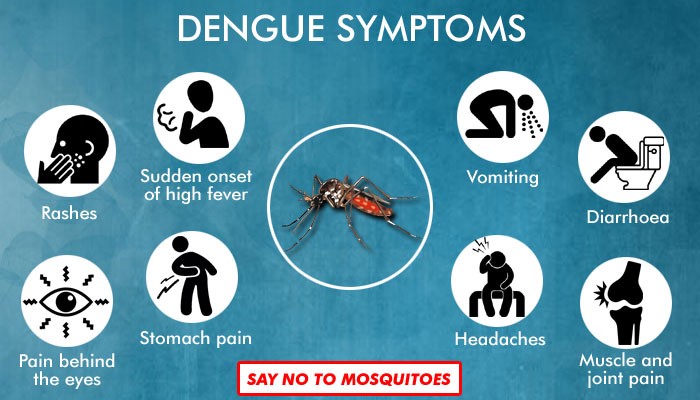 DENGUE SYMPTOMS
Rashes
Sudden onset
of high fever
Vomiting
Diarrhoea
Pain behind
the eyes
Stomach pain
Headaches
Muscle and
joint pain
SAY NO TO MOSQUITOES